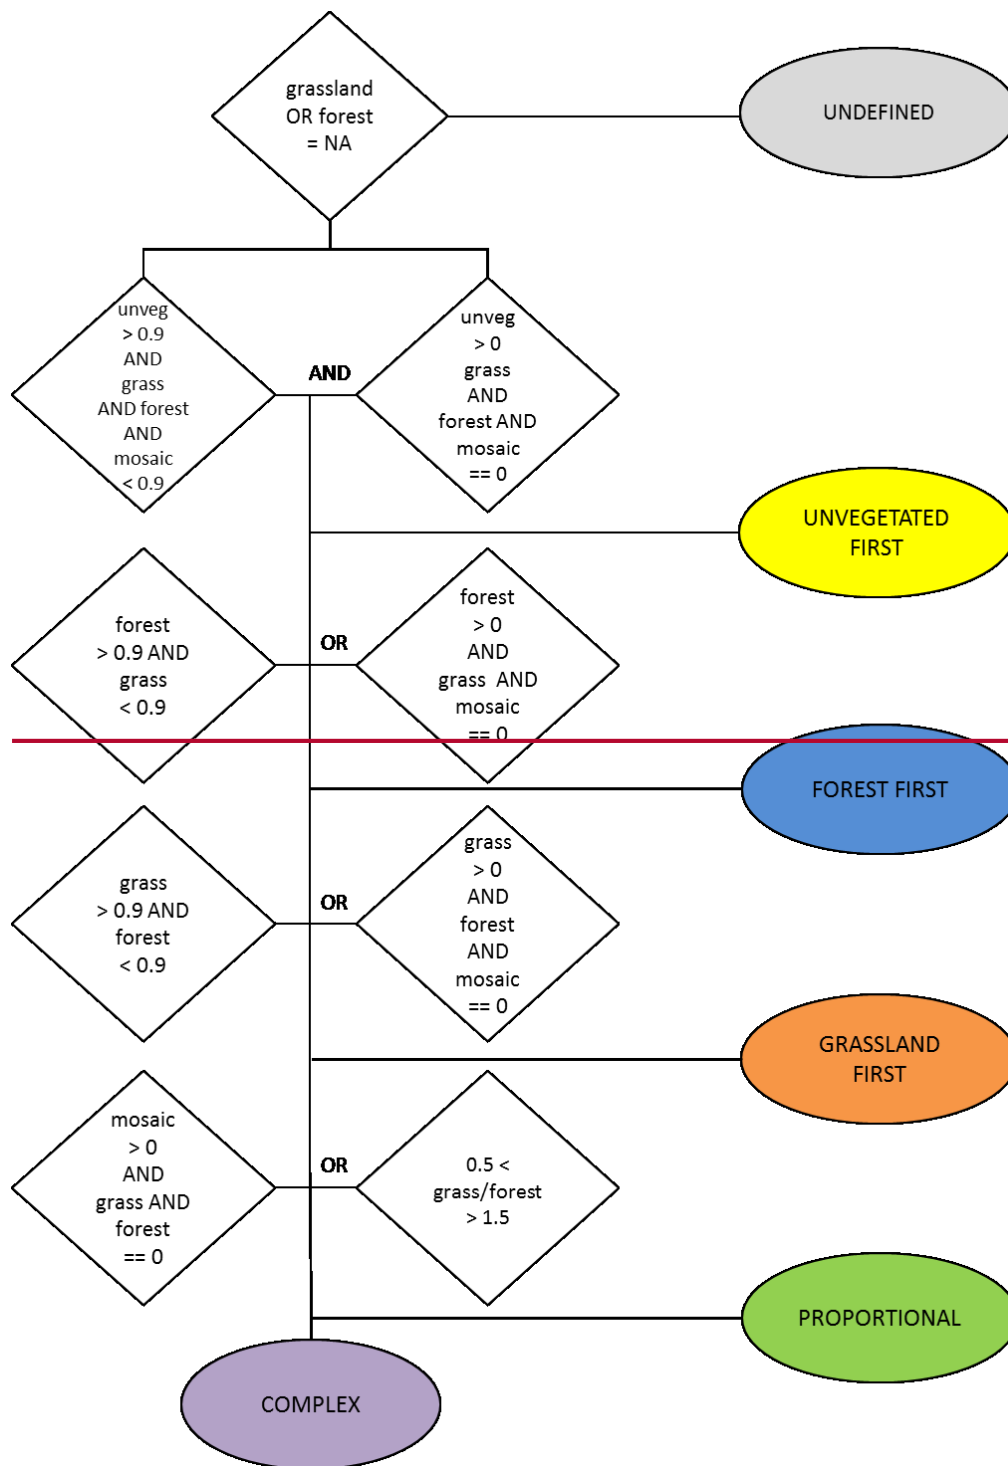 grassland
OR forest
= NA
UNDEFINED
unveg
> 0.9
AND
grass
AND forest
AND
mosaic
< 0.9
AND
unveg
> 0
grass
AND
forest AND
mosaic
== 0
UNVEGETATED
FIRST
forest
> 0.9 AND
grass
< 0.9
OR
forest
> 0
AND
grass AND
mosaic
== 0
FOREST FIRST
grass
> 0.9 AND
forest
< 0.9
OR
grass
> 0
AND
forest
AND
mosaic
== 0
GRASSLAND
FIRST
mosaic
> 0
AND
grass AND
forest
== 0
OR
0.5 <
grass/forest
> 1.5
PROPORTIONAL
COMPLEX